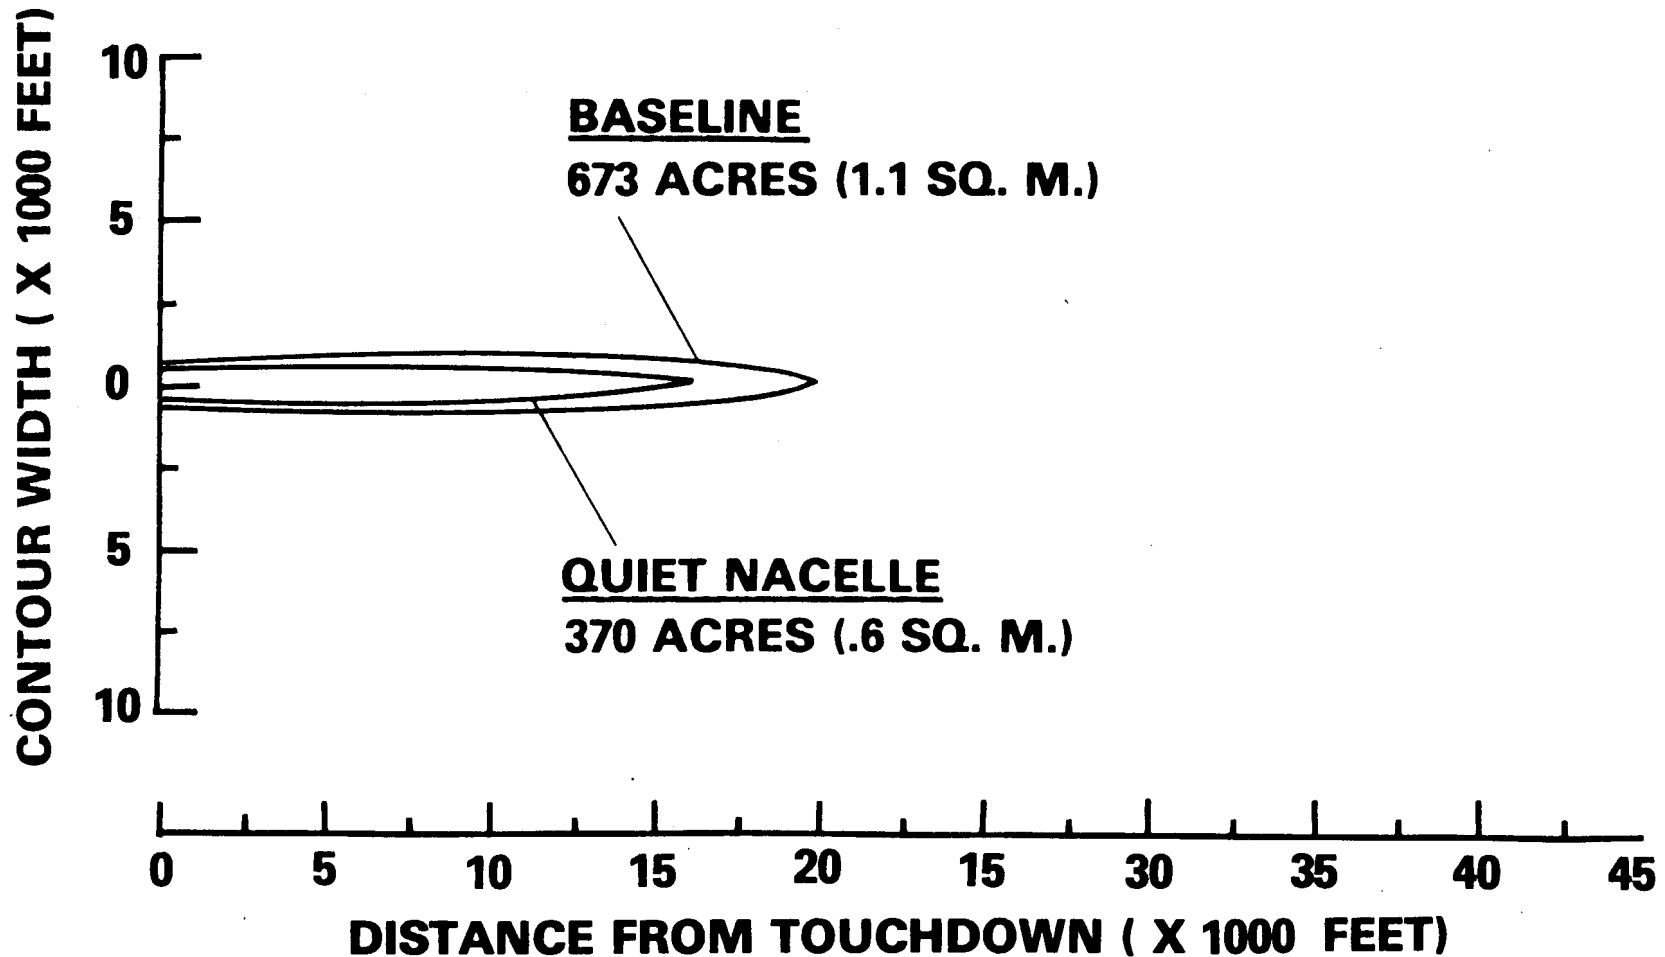 CONTOUR WIDTH ( X 1000 FEET)
10
5
0
5
10
BASELINE
673 ACRES (1.1 SQ. M.)
QUIET NACELLE
370 ACRES (.6 SQ. M.)
0 5 10 15 20 15 30 35 40 45
DISTANCE FROM TOUCHDOWN ( X 1000 FEET)